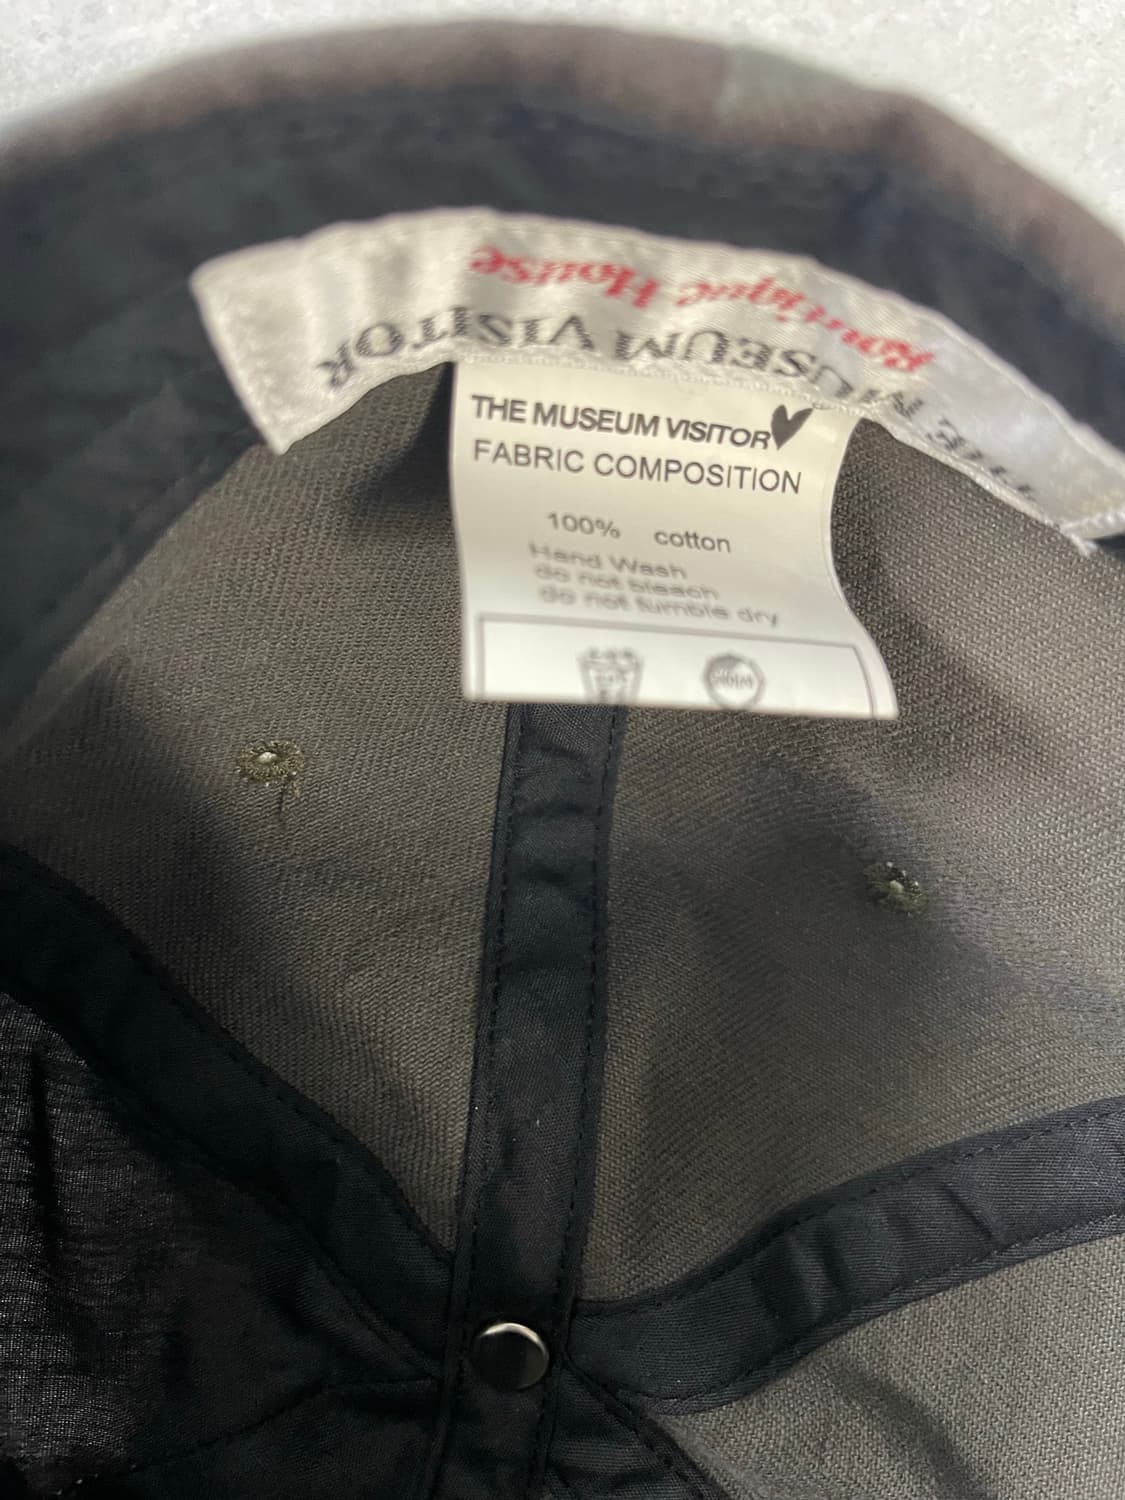 Boutique House
THE MUSEUM VISITOR
THE MUSEUM VISITOR
FABRIC COMPOSITION
100% cotton
Hand Wash
do not bleach
do not tumble dry